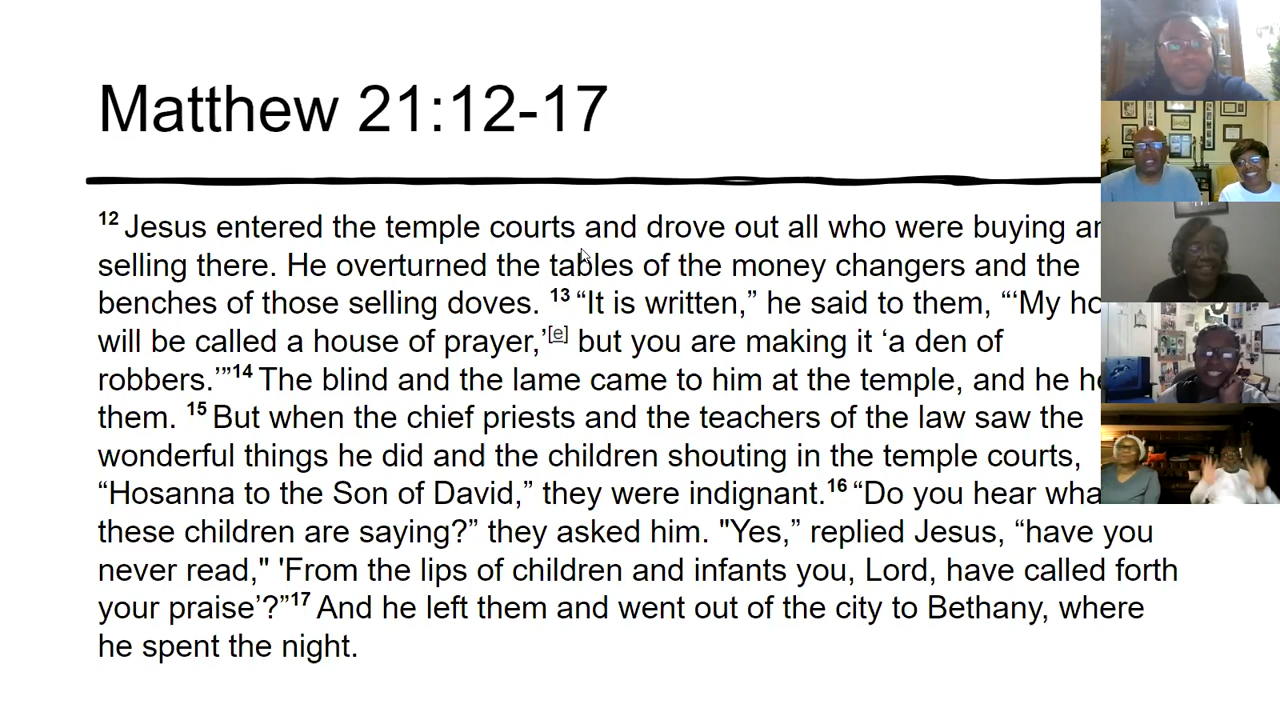 Matthew 21:12-17
12 Jesus entered the temple courts and drove out all who were buying
selling there. He overturned the tables of the money changers and the
benches of those selling doves. 13 “It is written,” he said to them, “‘My
will be called a house of prayer,’[e] but you are making it ‘a den of
robbers.’”14 The blind and the lame came to him at the temple, and he
them. 15 But when the chief priests and the teachers of the law saw the
wonderful things he did and the children shouting in the temple courts,
“Hosanna to the Son of David,” they were indignant.16 “Do you hear
these children are saying?” they asked him. "Yes,” replied Jesus, “have you
never read," 'From the lips of children and infants you, Lord, have called forth
your praise’?”17 And he left them and went out of the city to Bethany, where
he spent the night.